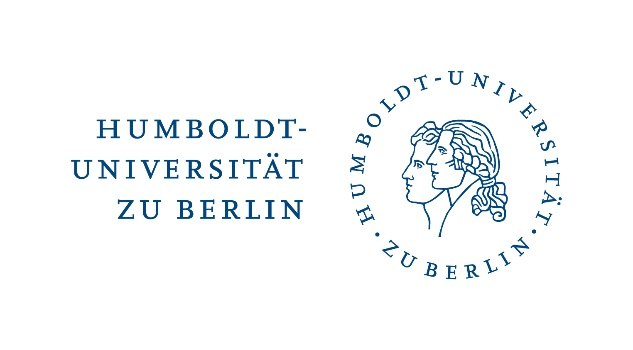 HUMBOLDT-
UNIVERSITÄT
ZU BERLIN
HUMBOLDT-UNIVERSITÄT
· ZU BERLIN ·